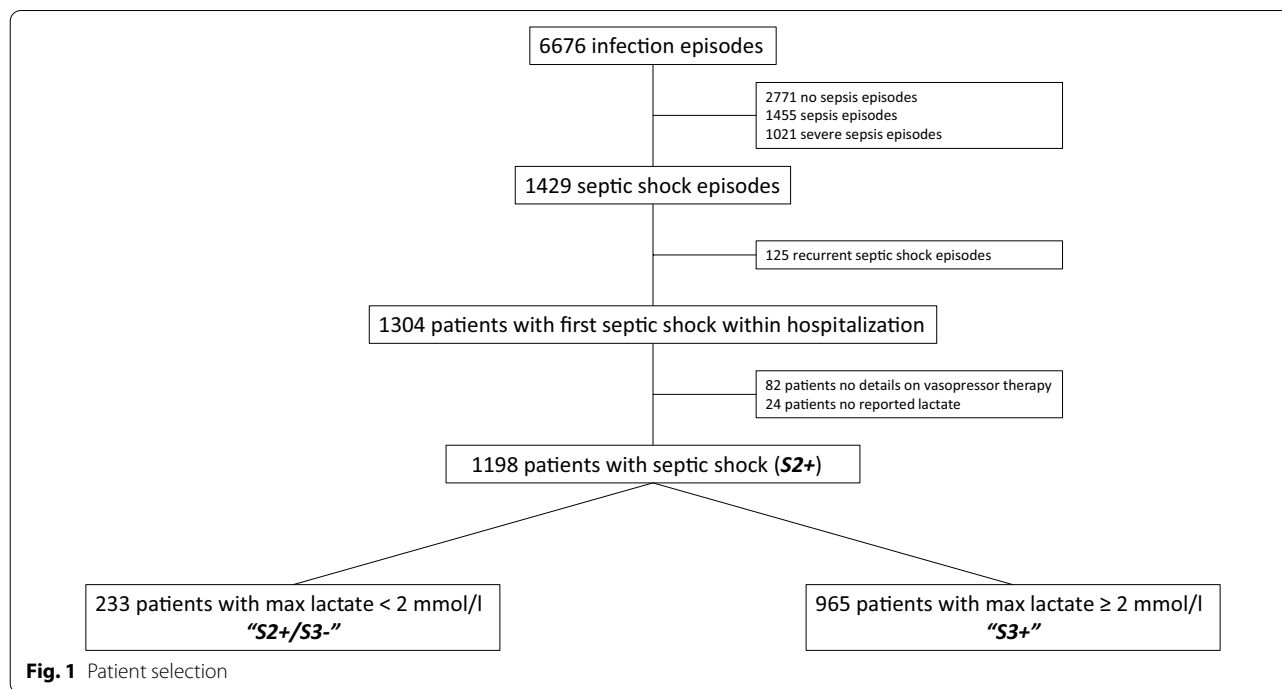 6676 infection episodes
2771 no sepsis episodes
1455 sepsis episodes
1021 severe sepsis episodes
1429 septic shock episodes
125 recurrent septic shock episodes
1304 patients with first septic shock within hospitalization
82 patients no details on vasopressor therapy
24 patients no reported lactate
1198 patients with septic shock (S2+)
233 patients with max lactate < 2 mmol/l
“S2+/S3-”
965 patients with max lactate ≥ 2 mmol/l
“S3+”
Fig. 1 Patient selection